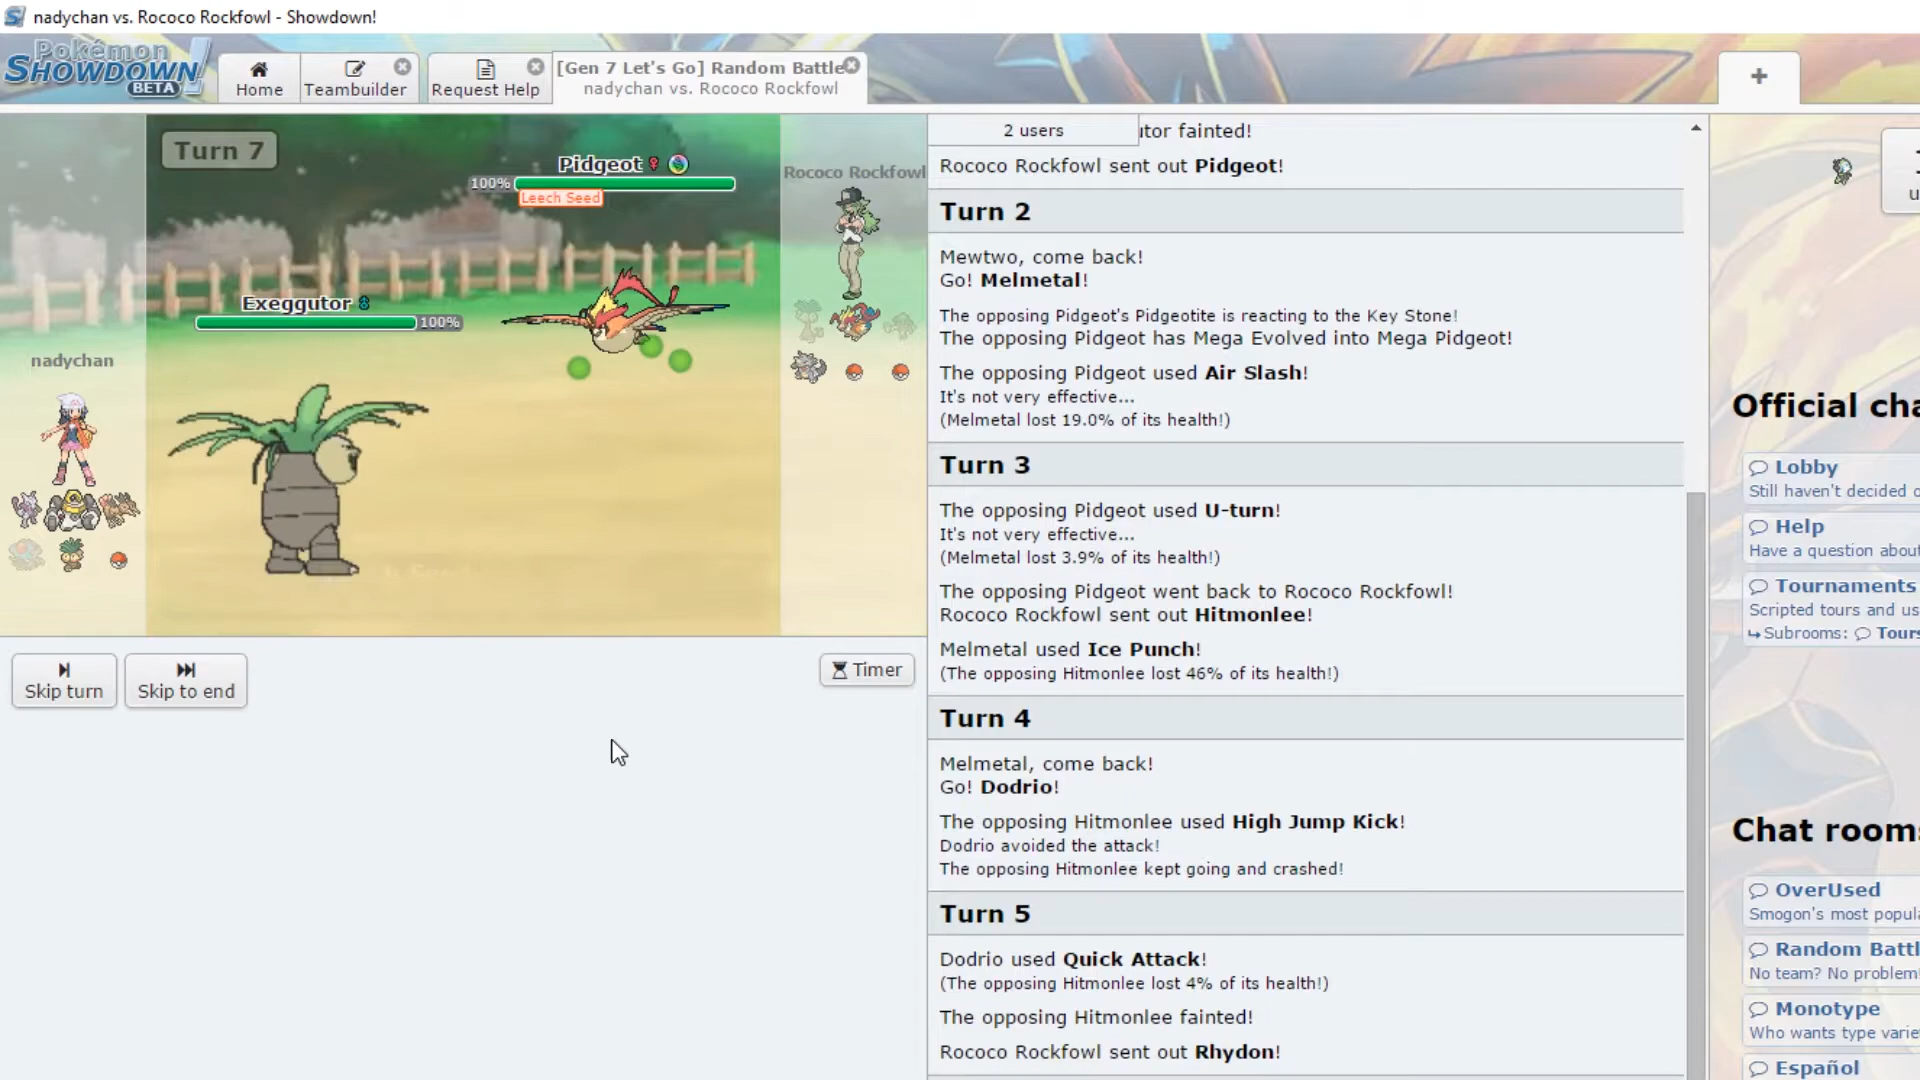 nadychan vs. Rococo Rockfowl - Showdown!
Pokémon
SHOWDOWN!
BETA
Home
Teambuilder
Request Help
[Gen 7 Let's Go] Random Battle
nadychan vs. Rococo Rockfowl
+
Turn 7
Pidgeot
100%
Leech Seed
Exeggutor
100%
nadychan
Rococo Rockfowl
Skip turn
Skip to end
Timer
2 users
utor fainted!
Rococo Rockfowl sent out Pidgeot!
Turn 2
Mewtwo, come back!
Go! Melmetal!
The opposing Pidgeot's Pidgeotite is reacting to the Key Stone!
The opposing Pidgeot has Mega Evolved into Mega Pidgeot!
The opposing Pidgeot used Air Slash!
It's not very effective...
(Melmetal lost 19.0% of its health!)
Turn 3
The opposing Pidgeot used U-turn!
It's not very effective...
(Melmetal lost 3.9% of its health!)
The opposing Pidgeot went back to Rococo Rockfowl!
Rococo Rockfowl sent out Hitmonlee!
Melmetal used Ice Punch!
(The opposing Hitmonlee lost 46% of its health!)
Turn 4
Melmetal, come back!
Go! Dodrio!
The opposing Hitmonlee used High Jump Kick!
Dodrio avoided the attack!
The opposing Hitmonlee kept going and crashed!
Turn 5
Dodrio used Quick Attack!
(The opposing Hitmonlee lost 4% of its health!)
The opposing Hitmonlee fainted!
Rococo Rockfowl sent out Rhydon!
u
Official cha
Lobby
Still haven't decided o
Help
Have a question about
Tournaments
Scripted tours and us
Subrooms: Tours
Chat rooms
OverUsed
Smogon's most popula
Random Battl
No team? No problem!
Monotype
Who wants type varie
Español